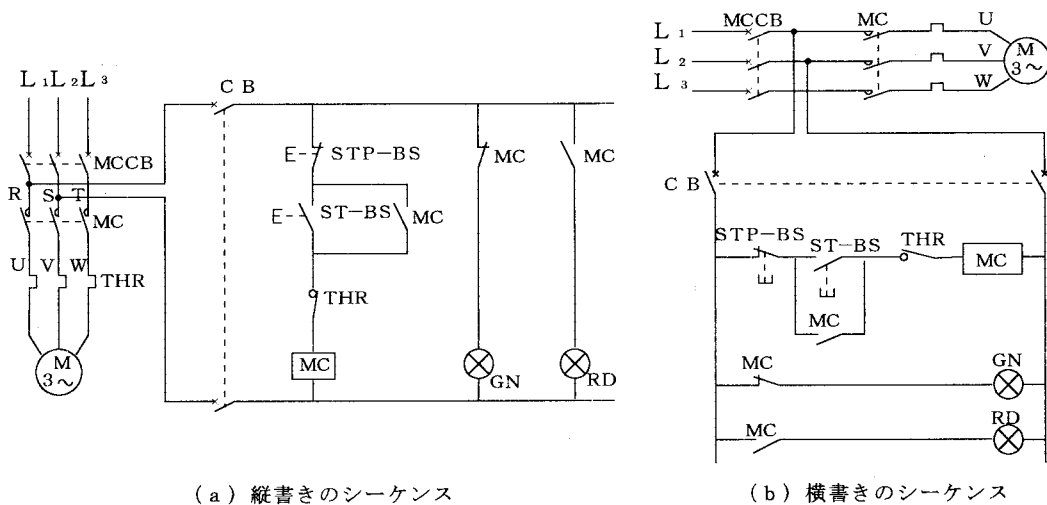 L1 L2 L3
MCCB
R S T
MC
U V W
THR
M
3~
CB
STP-BS
ST-BS
MC
THR
MC
MC
GN
MC
RD
(a) 縦書きのシーケンス
L1
L2
L3
MCCB
MC
U
V
W
M
3~
CB
STP-BS
ST-BS
THR
MC
MC
MC
GN
MC
RD
(b) 横書きのシーケンス